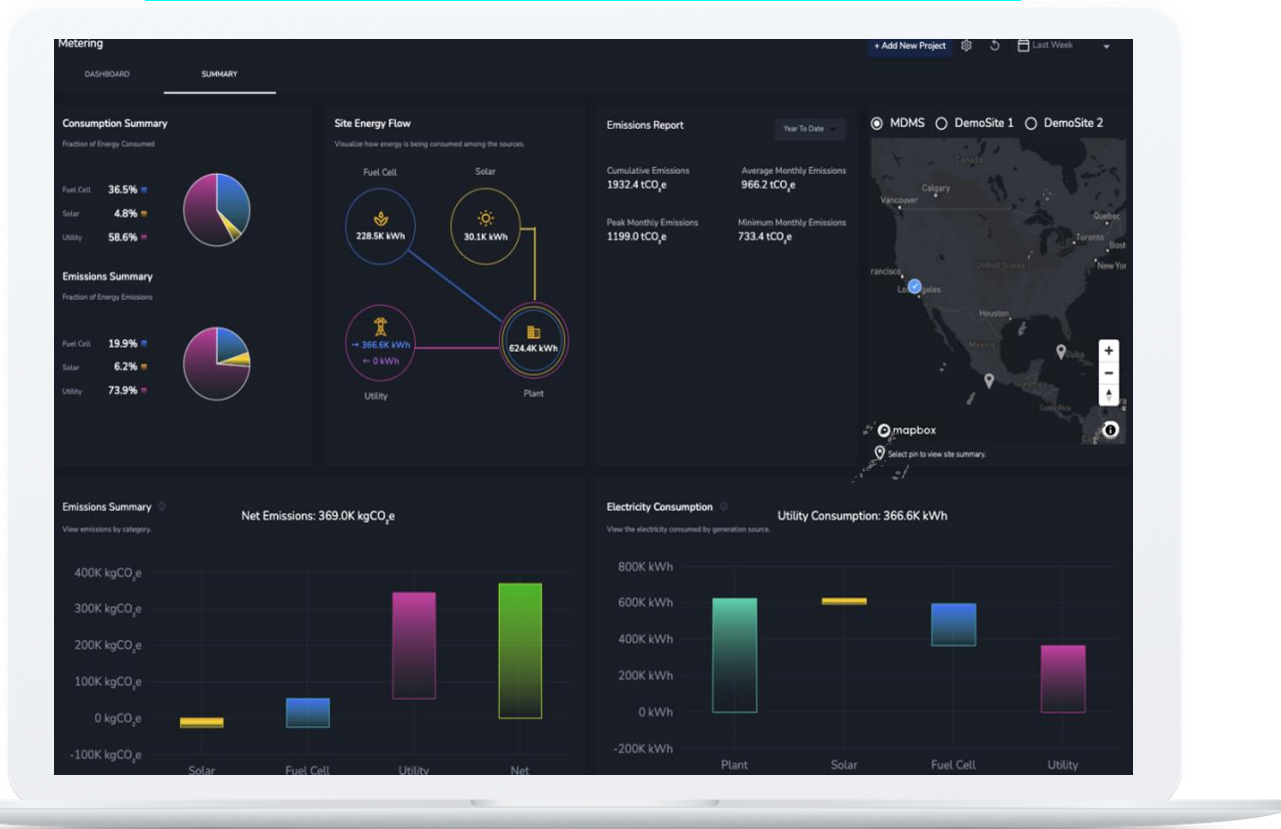 Metering
+ Add New Project
Last Week
DASHBOARD
SUMMARY
Consumption Summary
Fraction of Energy Consumed
Fuel Cell 36.5%
Solar 4.8%
Utility 58.6%
Emissions Summary
Fraction of Energy Emissions
Fuel Cell 19.9%
Solar 6.2%
Utility 73.9%
Site Energy Flow
Visualize how energy is being consumed among the sources.
Fuel Cell
Solar
228.5K kWh
30.1K kWh
→ 366.6K kWh
← 0 kWh
624.4K kWh
Utility
Plant
Emissions Report
Year To Date
Cumulative Emissions
1932.4 tCO₂e
Average Monthly Emissions
966.2 tCO₂e
Peak Monthly Emissions
1199.0 tCO₂e
Minimum Monthly Emissions
733.4 tCO₂e
MDMS DemoSite 1 DemoSite 2
Canada
Calgary
Vancouver
Quebec
Toronto
Bost
New Yor
United States
rancisco
Houston
Mexico
Cuba
Costa Rica
mapbox
Select pin to view site summary.
Emissions Summary
View emissions by category.
Net Emissions: 369.0K kgCO₂e
400K kgCO₂e
300K kgCO₂e
200K kgCO₂e
100K kgCO₂e
0 kgCO₂e
-100K kgCO₂e
Solar
Fuel Cell
Utility
Net
Electricity Consumption
View the electricity consumed by generation source.
Utility Consumption: 366.6K kWh
800K kWh
600K kWh
400K kWh
200K kWh
0 kWh
-200K kWh
Plant
Solar
Fuel Cell
Utility